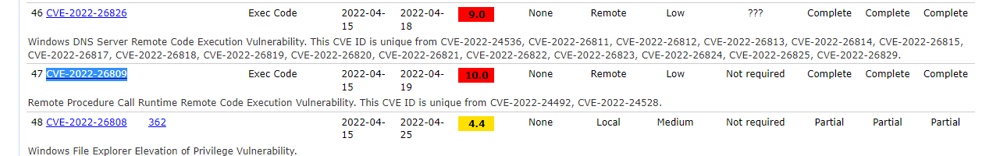 46 CVE-2022-26826 Exec Code 2022-04- 2022-04- 9.0 None Remote Low ??? Complete Complete Complete
15 18
Windows DNS Server Remote Code Execution Vulnerability. This CVE ID is unique from CVE-2022-24536, CVE-2022-26811, CVE-2022-26812, CVE-2022-26813, CVE-2022-26814, CVE-2022-26815,
CVE-2022-26817, CVE-2022-26818, CVE-2022-26819, CVE-2022-26820, CVE-2022-26821, CVE-2022-26822, CVE-2022-26823, CVE-2022-26824, CVE-2022-26825, CVE-2022-26829.
47 CVE-2022-26809 Exec Code 2022-04- 2022-04- 10.0 None Remote Low Not required Complete Complete Complete
15 19
Remote Procedure Call Runtime Remote Code Execution Vulnerability. This CVE ID is unique from CVE-2022-24492, CVE-2022-24528.
48 CVE-2022-26808 362 2022-04- 2022-04- 4.4 None Local Medium Not required Partial Partial Partial
15 25
Windows File Explorer Elevation of Privilege Vulnerability.